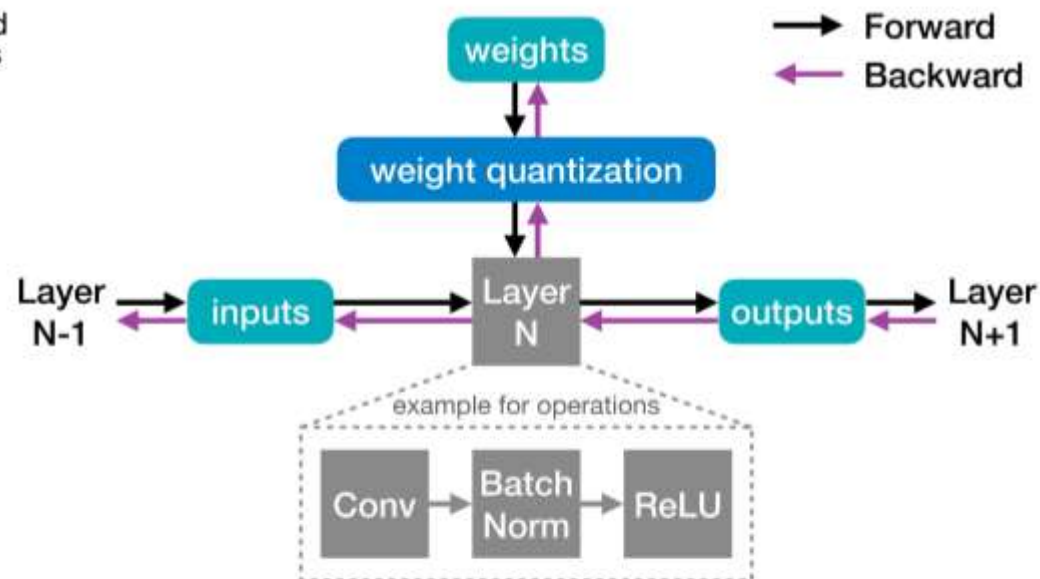 weights
Forward
Backward
weight quantization
Layer
N-1
inputs
Layer
N
outputs
Layer
N+1
example for operations
Conv
Batch
Norm
ReLU